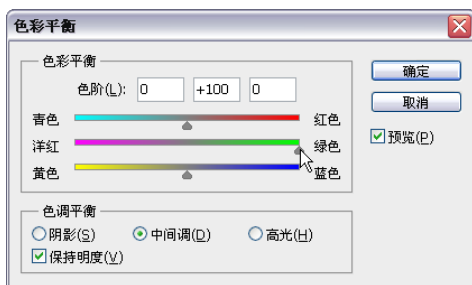 色彩平衡
色彩平衡
色阶(L): 0 +100 0
青色 红色
洋红 绿色
黄色 蓝色
确定
取消
预览(P)
色调平衡
阴影(S) 中间调(D) 高光(H)
保持明度(V)